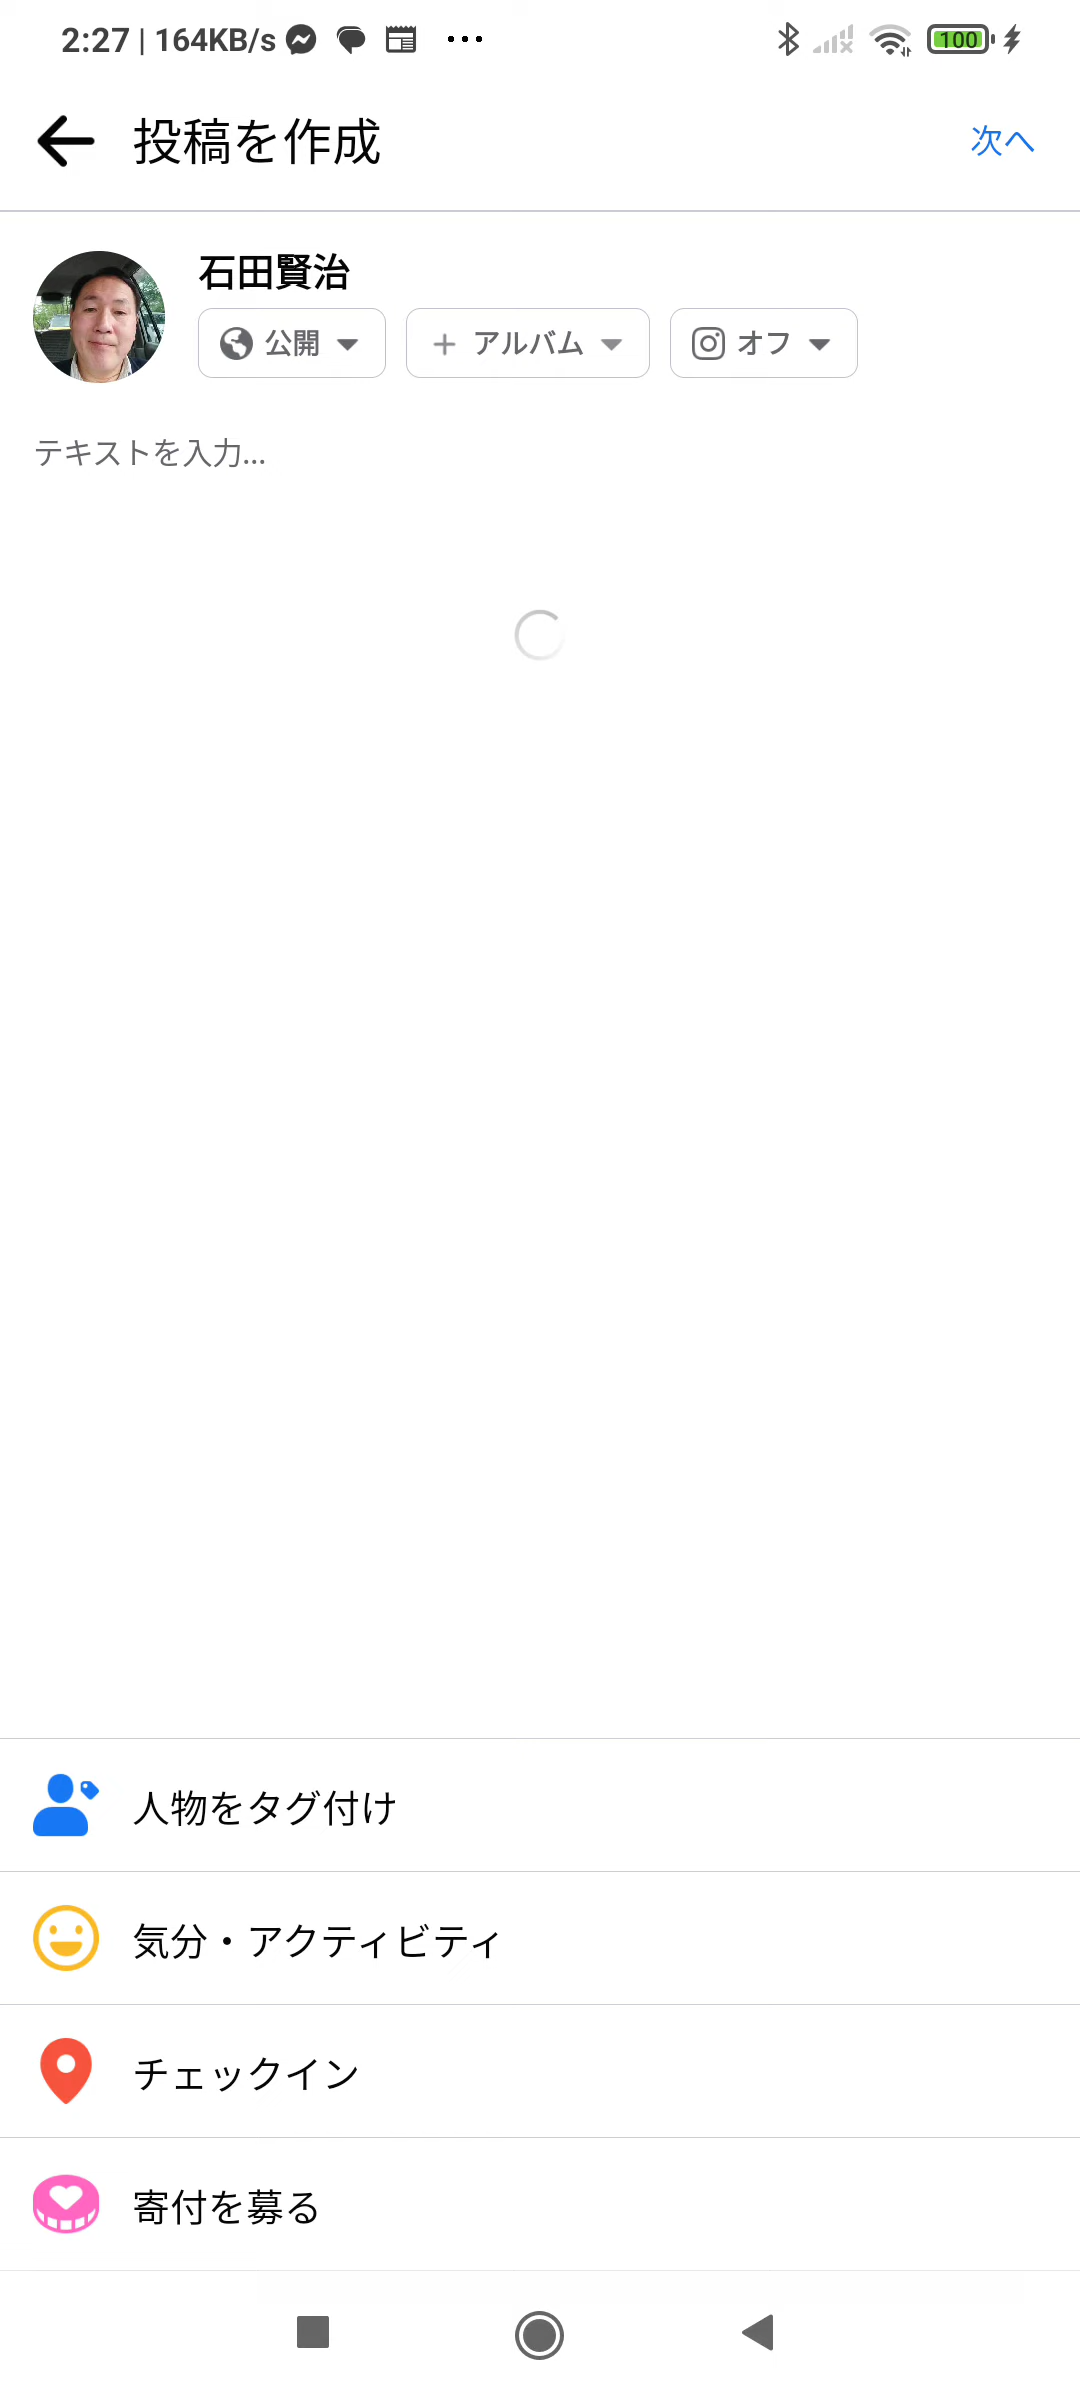 2:27 | 164KB/s
100
投稿を作成
次へ
石田賢治
公開
+ アルバム
オフ
テキストを入力...
人物をタグ付け
気分・アクティビティ
チェックイン
寄付を募る